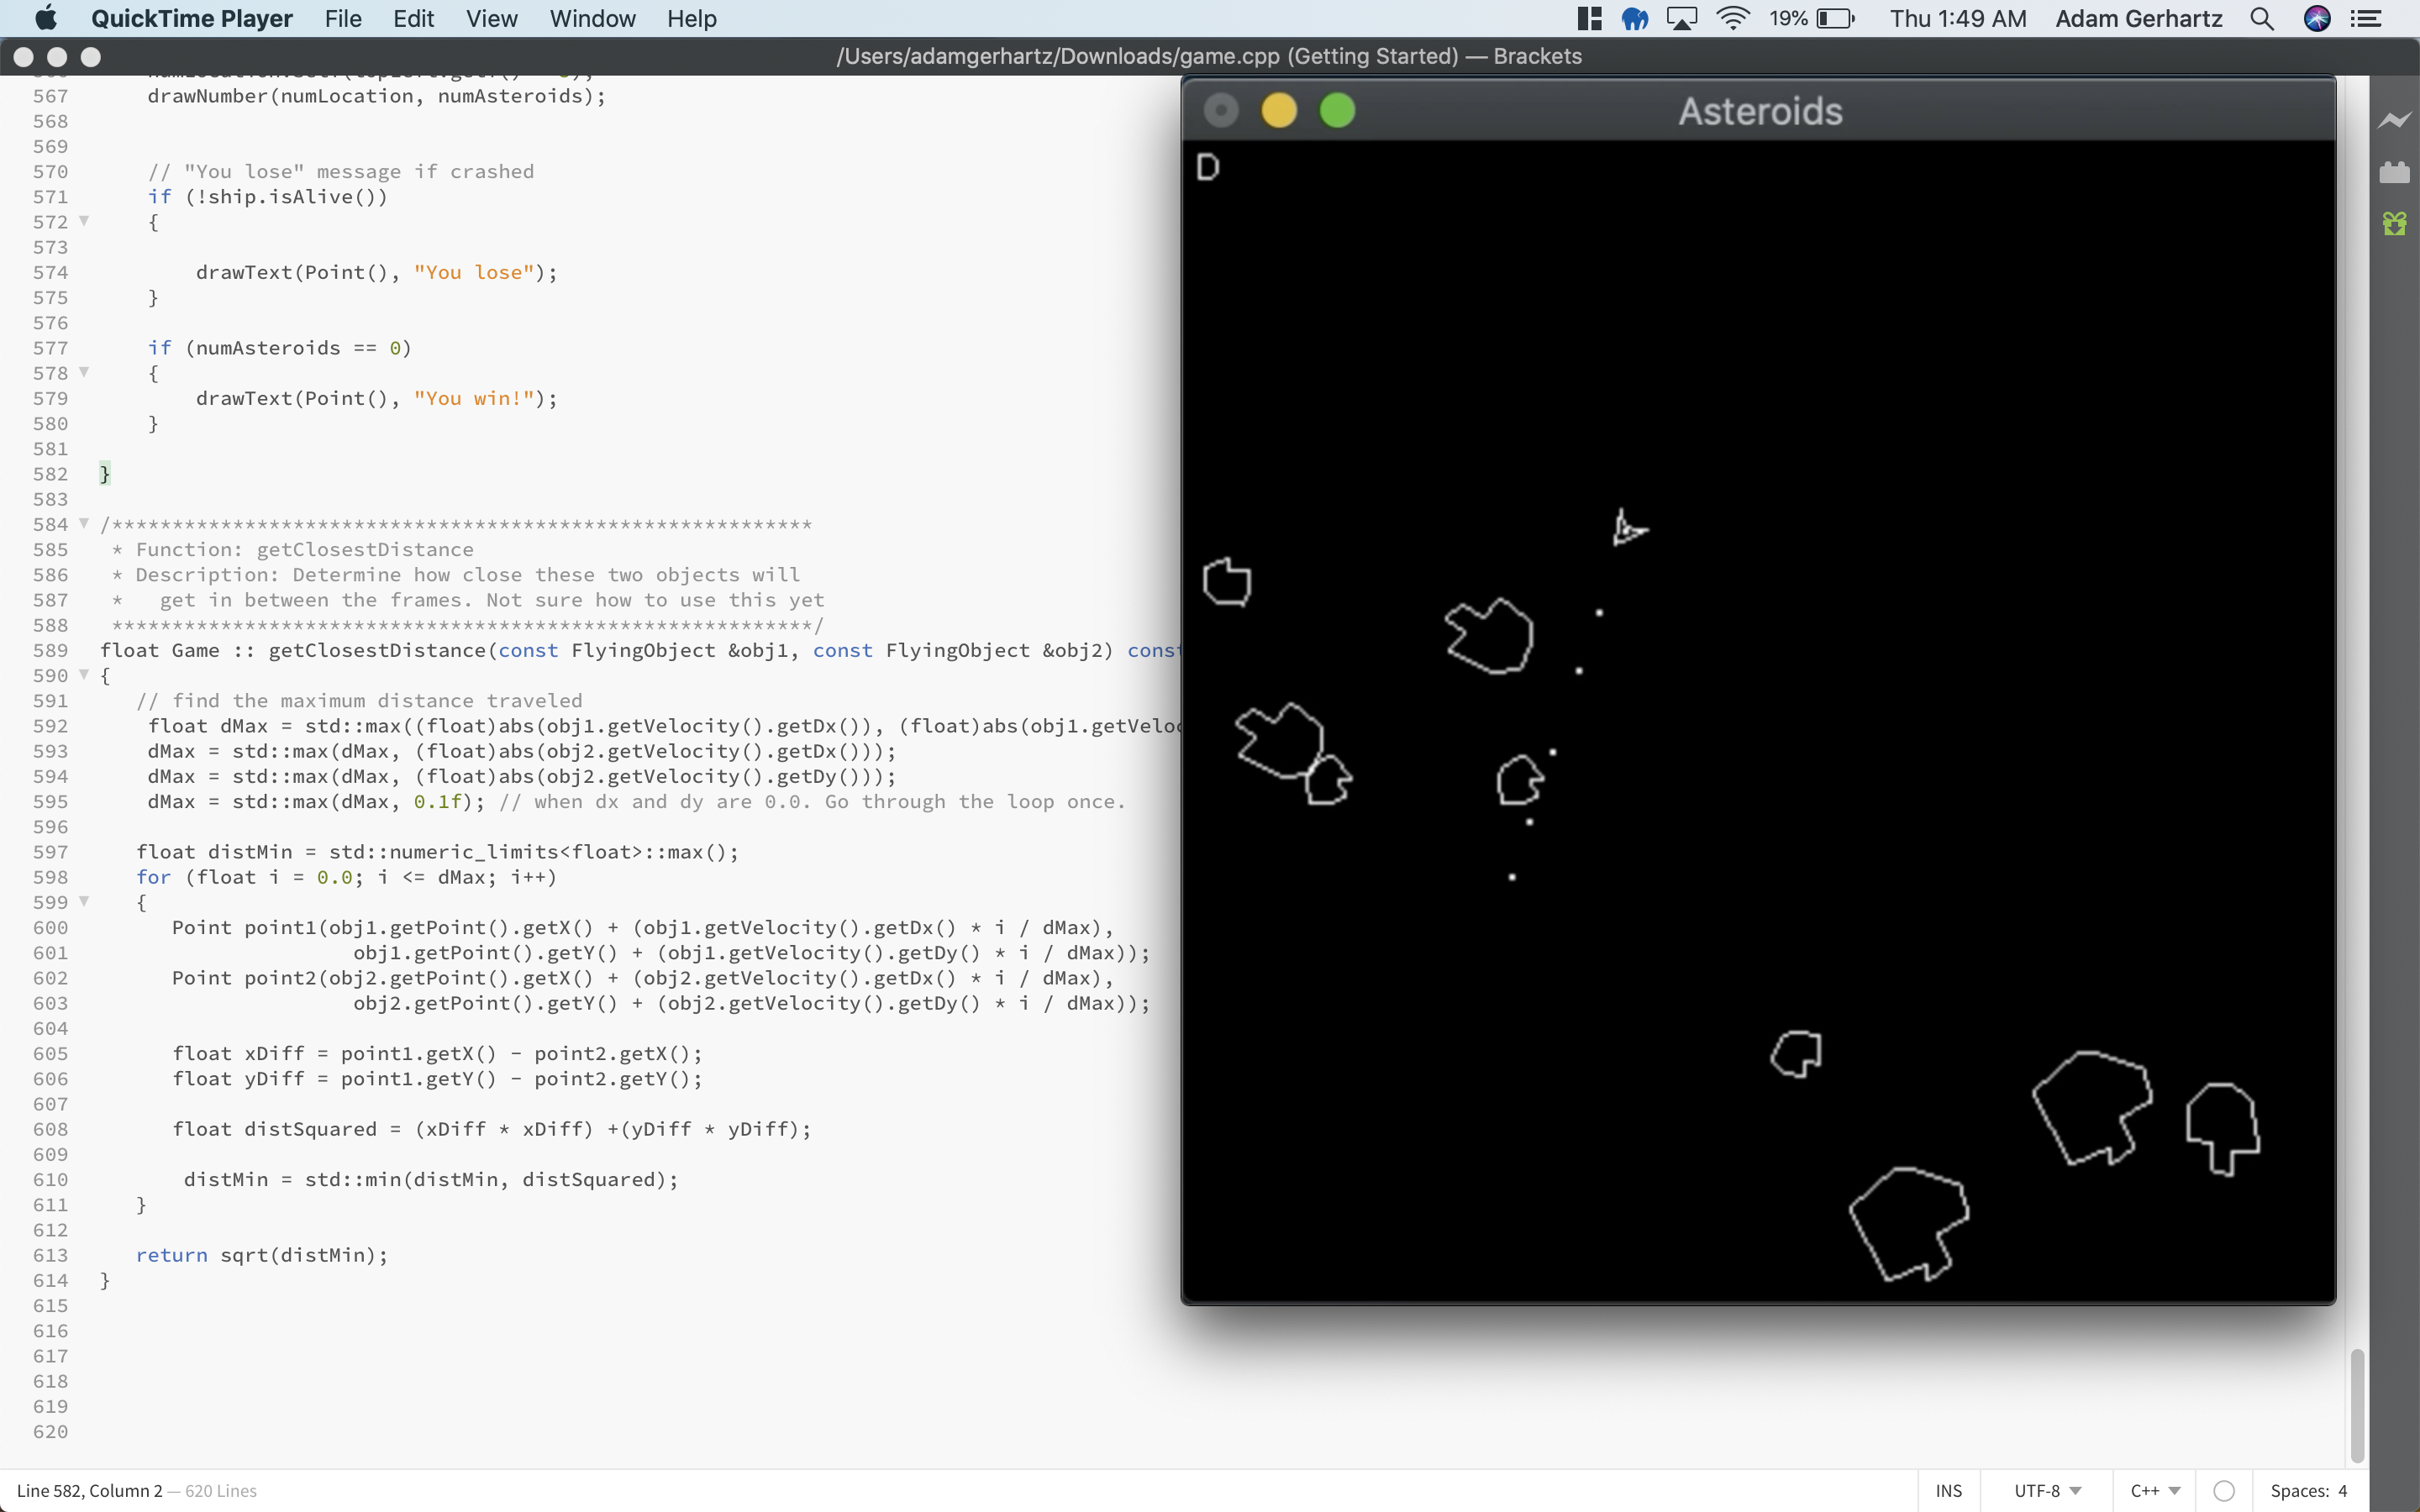 QuickTime Player File Edit View Window Help 19% Thu 1:49 AM Adam Gerhartz
/Users/adamgerhartz/Downloads/game.cpp (Getting Started) — Brackets
567 drawNumber(numLocation, numAsteroids);
568
569
570 // "You lose" message if crashed
571 if (!ship.isAlive())
572 {
573
574 drawText(Point(), "You lose");
575 }
576
577 if (numAsteroids == 0)
578 {
579 drawText(Point(), "You win!");
580 }
581
582 }
583
584 /**********************************************************
585 * Function: getClosestDistance
586 * Description: Determine how close these two objects will
587 * get in between the frames. Not sure how to use this yet
588 **********************************************************/
589 float Game :: getClosestDistance(const FlyingObject &obj1, const FlyingObject &obj2) const
590 {
591 // find the maximum distance traveled
592 float dMax = std::max((float)abs(obj1.getVelocity().getDx()), (float)abs(obj1.getVeloc
593 dMax = std::max(dMax, (float)abs(obj2.getVelocity().getDx()));
594 dMax = std::max(dMax, (float)abs(obj2.getVelocity().getDy()));
595 dMax = std::max(dMax, 0.1f); // when dx and dy are 0.0. Go through the loop once.
596
597 float distMin = std::numeric_limits<float>::max();
598 for (float i = 0.0; i <= dMax; i++)
599 {
600 Point point1(obj1.getPoint().getX() + (obj1.getVelocity().getDx() * i / dMax),
601 obj1.getPoint().getY() + (obj1.getVelocity().getDy() * i / dMax));
602 Point point2(obj2.getPoint().getX() + (obj2.getVelocity().getDx() * i / dMax),
603 obj2.getPoint().getY() + (obj2.getVelocity().getDy() * i / dMax));
604
605 float xDiff = point1.getX() - point2.getX();
606 float yDiff = point1.getY() - point2.getY();
607
608 float distSquared = (xDiff * xDiff) +(yDiff * yDiff);
609
610 distMin = std::min(distMin, distSquared);
611 }
612
613 return sqrt(distMin);
614 }
615
616
617
618
619
620
Asteroids
D
Line 582, Column 2 — 620 Lines INS UTF-8 C++ Spaces: 4